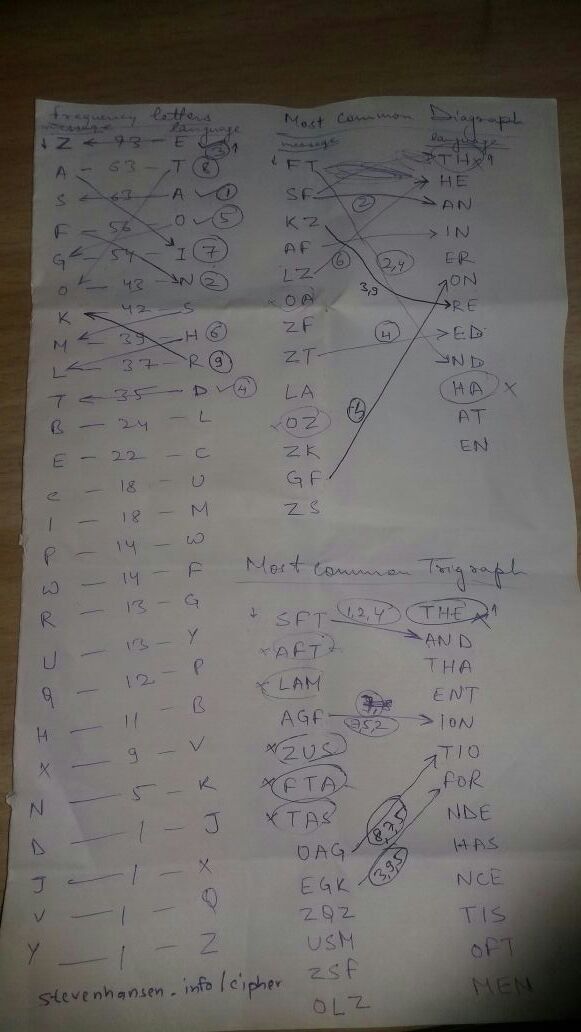 Frequency letters
message language
↓ Z — 93 — E 3 ↑
A — 63 — T 8
S — 63 — A 1
F — 56 — O 5
G — 54 — I 7
O — 43 — N 2
K — 42 — S
M — 39 — H 6
L — 37 — R 9
T — 35 — D 4
B — 24 — L
E — 22 — C
C — 18 — U
I — 18 — M
P — 14 — W
W — 14 — F
R — 13 — G
U — 13 — Y
Q — 12 — P
H — 11 — B
X — 9 — V
N — 5 — K
D — 1 — J
J — 1 — X
V — 1 — Q
Y — 1 — Z
stevenhansen.info/cipher
Most common Diagraph
message language
↓ FT TH ↑
SF HE
2
KZ AN
AF IN
6 2,4
LZ ER
3,9
OA ON
ZF RE
4
ZT ED
LA ND
OZ HA x
ZK AT
GF EN
ZS
Most common Trigraph
↓ SFT 1,2,4 THE ↑
AFT AND
LAM THA
ENT
AGF 7,5,2 ION
ZUS TIO
FTA FOR
TAS NDE
OAG 8,7,5 HAS
EGK 3,9,5 NCE
ZQZ TIS
USM OFT
ZSF MEN
OLZ